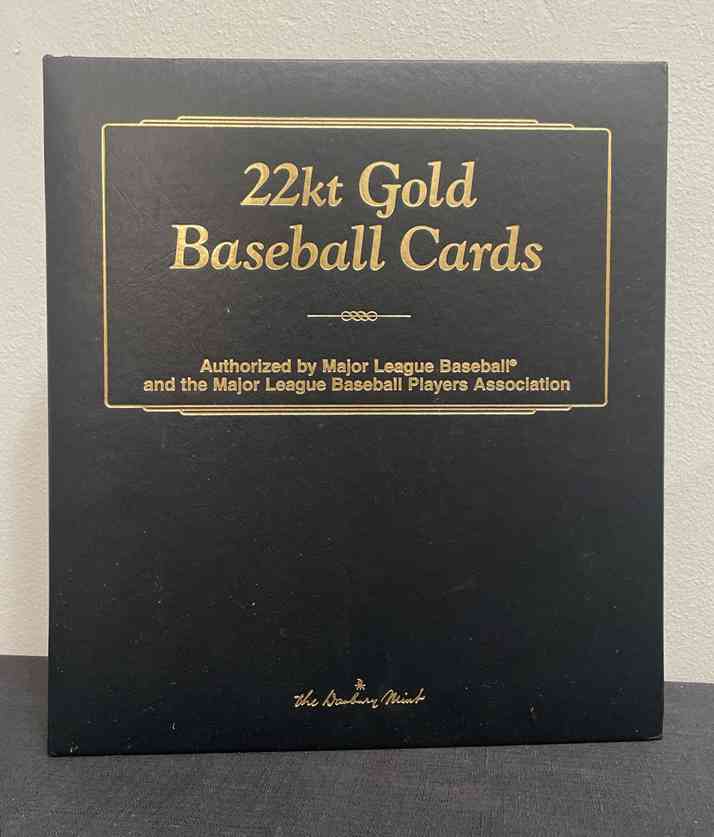 22kt Gold
Baseball Cards
Authorized by Major League Baseball®
and the Major League Baseball Players Association
the Danbury Mint